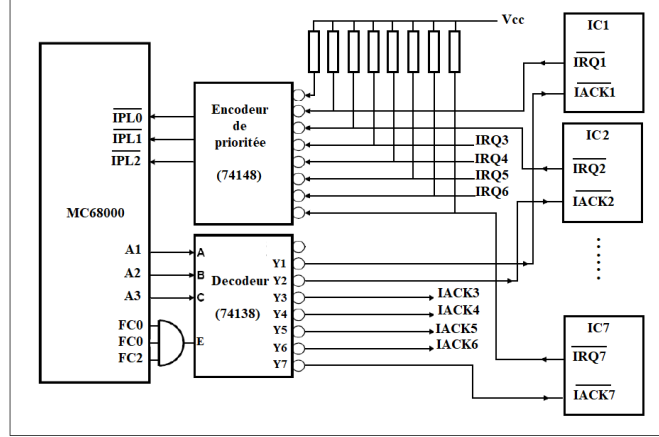 Vcc
IC1
IRQ1
IACK1
IC2
IRQ2
IACK2
IC7
IRQ7
IACK7
MC68000
IPL0
IPL1
IPL2
A1
A2
A3
FC0
FC0
FC2
Encodeur
de
prioritée
(74148)
IRQ3
IRQ4
IRQ5
IRQ6
A
B
C
E
Decodeur
(74138)
Y1
Y2
Y3
Y4
Y5
Y6
Y7
IACK3
IACK4
IACK5
IACK6